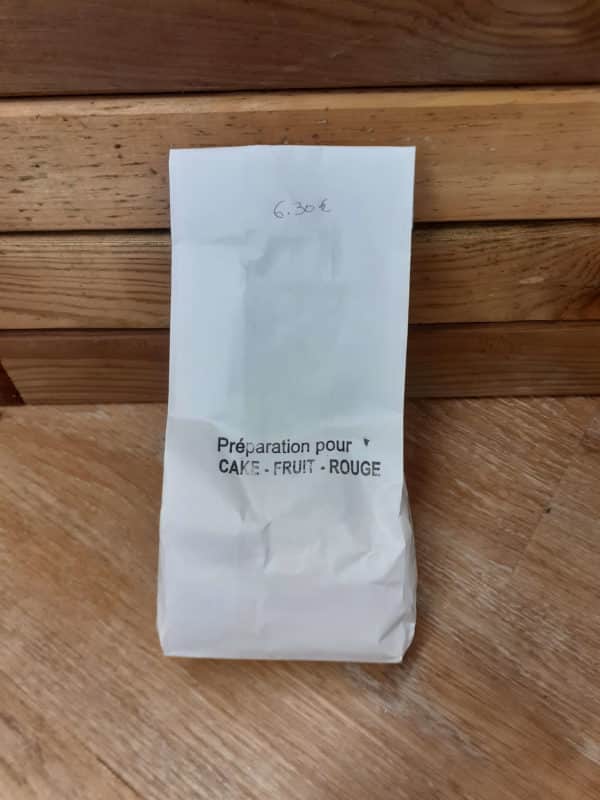 6.30€
Préparation pour
CAKE - FRUIT - ROUGE